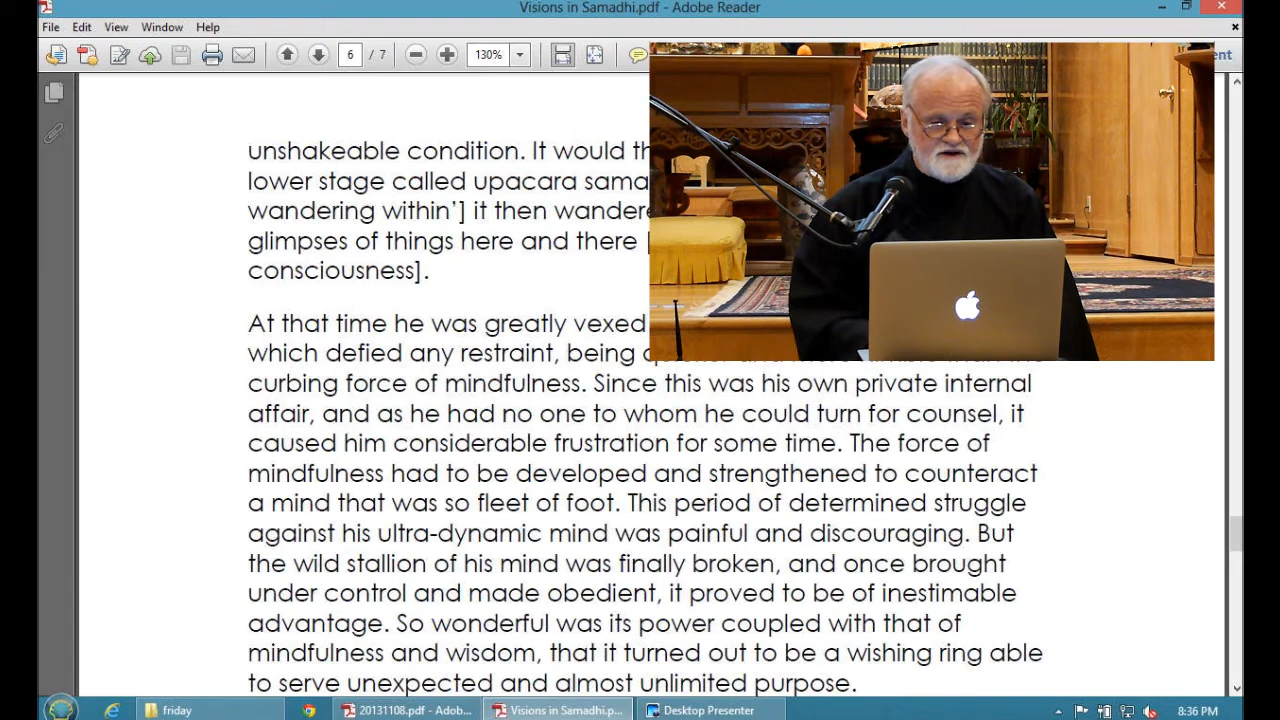 Visions in Samadhi.pdf - Adobe Reader
File Edit View Window Help
6 / 7 130%
unshakeable condition. It would
lower stage called upacara
wandering within'] it then
glimpses of things here and there
consciousness].
At that time he was greatly vexed
which defied any restraint, being
curbing force of mindfulness. Since this was his own private internal
affair, and as he had no one to whom he could turn for counsel, it
caused him considerable frustration for some time. The force of
mindfulness had to be developed and strengthened to counteract
a mind that was so fleet of foot. This period of determined struggle
against his ultra-dynamic mind was painful and discouraging. But
the wild stallion of his mind was finally broken, and once brought
under control and made obedient, it proved to be of inestimable
advantage. So wonderful was its power coupled with that of
mindfulness and wisdom, that it turned out to be a wishing ring able
to serve unexpected and almost unlimited purpose.
friday 20131108.pdf - Adob... Visions in Samadhi.p... Desktop Presenter 8:36 PM